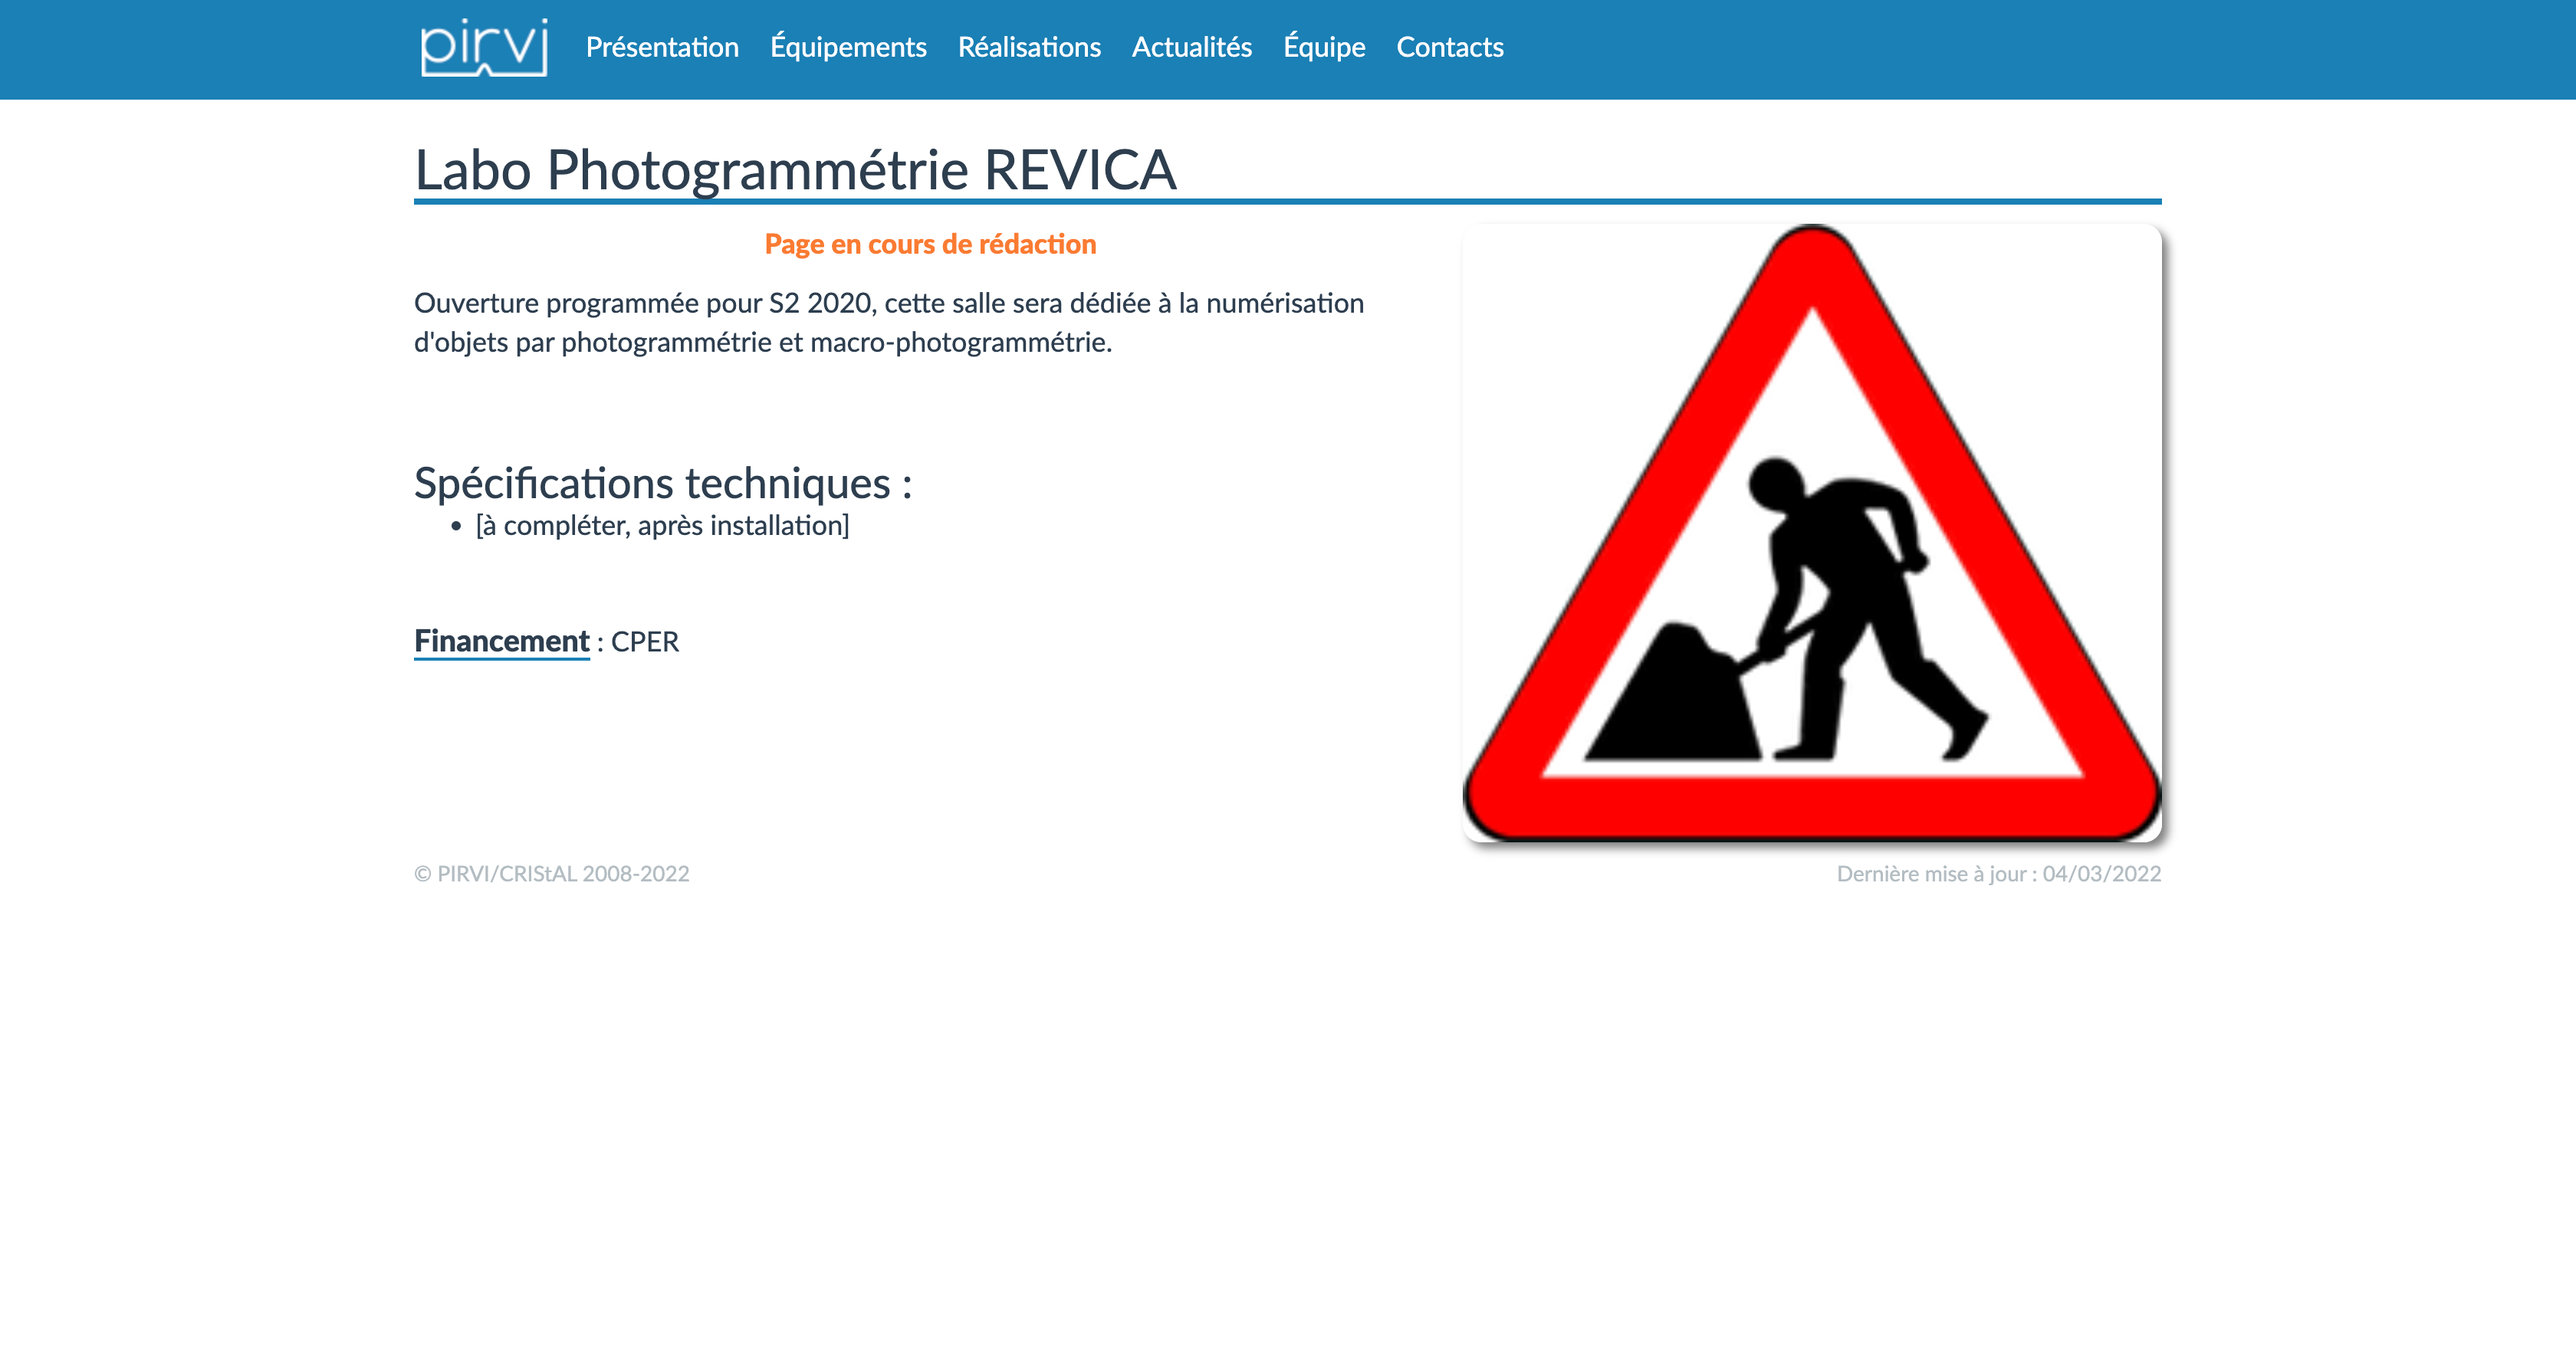 pirvi
Présentation Équipements Réalisations Actualités Équipe Contacts
Labo Photogrammétrie REVICA
Page en cours de rédaction
Ouverture programmée pour S2 2020, cette salle sera dédiée à la numérisation
d'objets par photogrammétrie et macro-photogrammétrie.
Spécifications techniques :
• [à compléter, après installation]
Financement : CPER
© PIRVI/CRIStAL 2008-2022
Dernière mise à jour : 04/03/2022